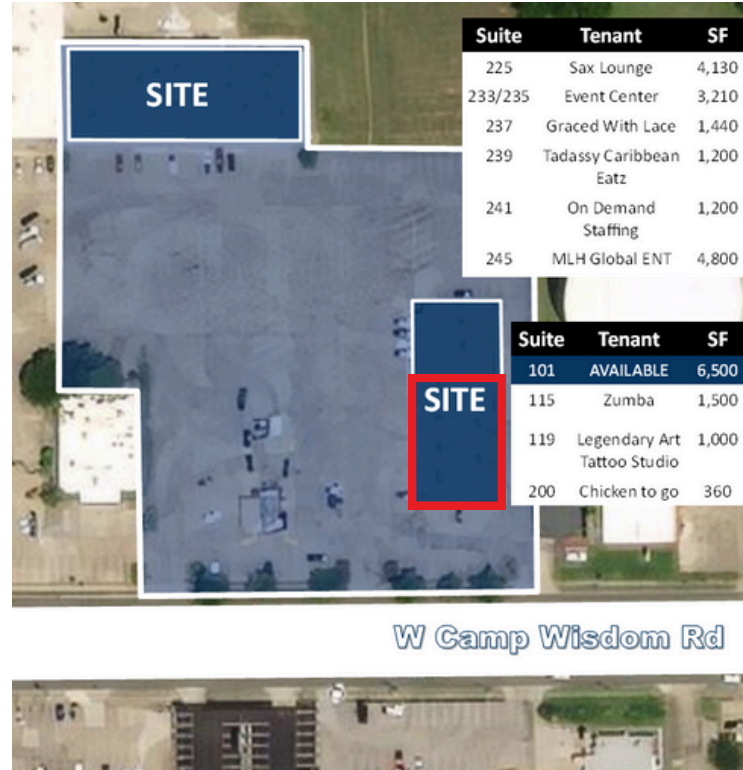 SITE
Suite Tenant SF
225 Sax Lounge 4,130
233/235 Event Center 3,210
237 Graced With Lace 1,440
239 Tadassy Caribbean 1,200
Eatz
241 On Demand 1,200
Staffing
245 MLH Global ENT 4,800
SITE
Suite Tenant SF
101 AVAILABLE 6,500
115 Zumba 1,500
119 Legendary Art 1,000
Tattoo Studio
200 Chicken to go 360
W Camp Wisdom Rd